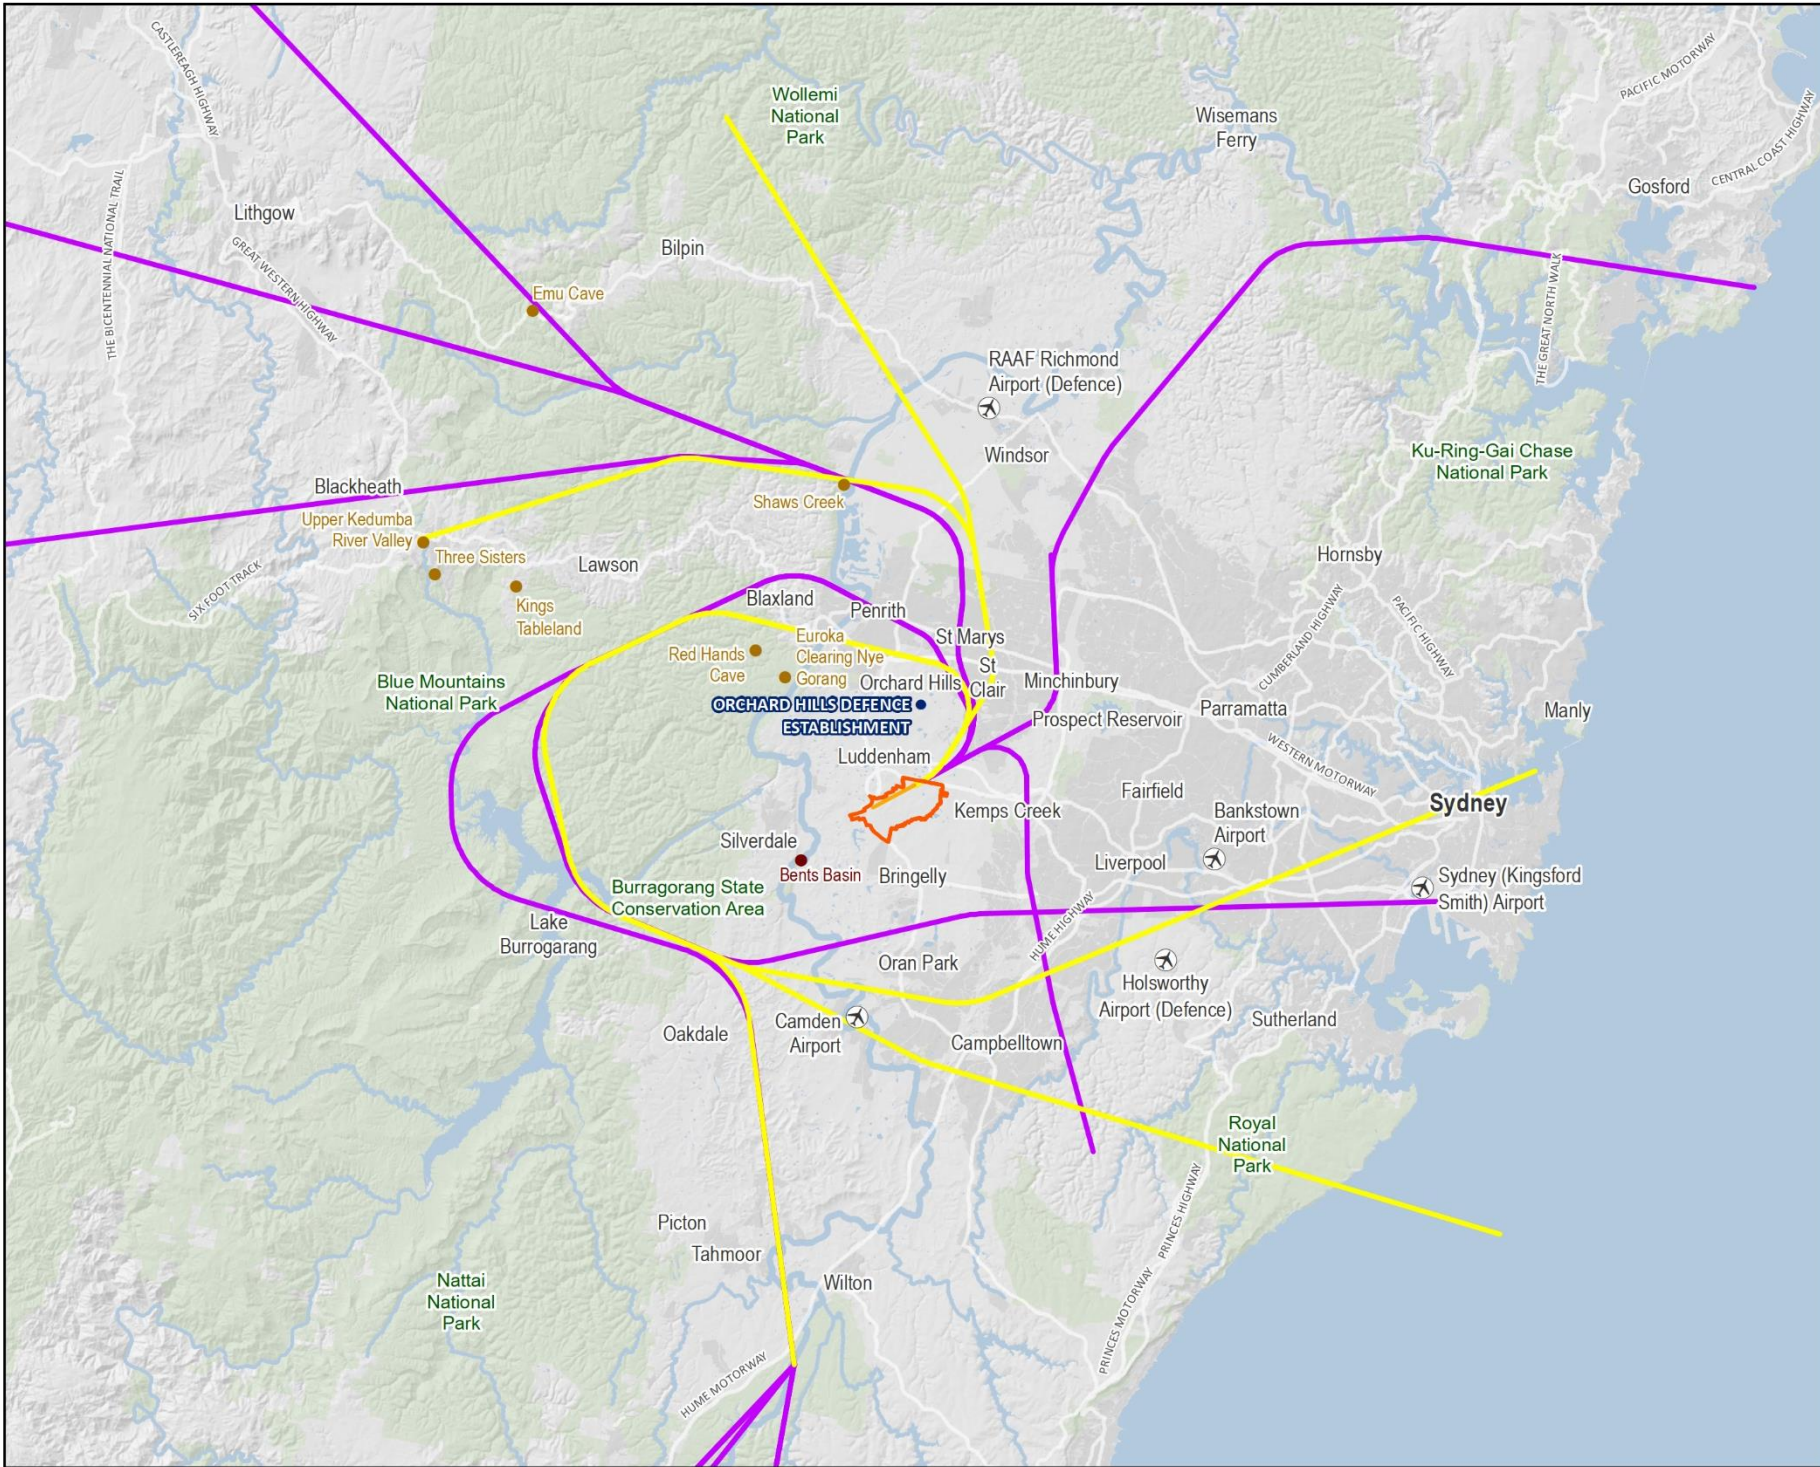 CASTLEREAGH HIGHWAY
PACIFIC MOTORWAY
CENTRAL COAST HIGHWAY
Wollemi
National
Park
Wisemans
Ferry
Gosford
THE BICENTENNIAL NATIONAL TRAIL
Lithgow
GREAT WESTERN HIGHWAY
Bilpin
Emu Cave
THE GREAT NORTH WALK
RAAF Richmond
Airport (Defence)
Windsor
Ku-Ring-Gai Chase
National Park
Blackheath
Shaws Creek
Upper Kedumba
River Valley
Three Sisters
Lawson
SIX FOOT TRACK
Kings
Tableland
Hornsby
CUMBERLAND HIGHWAY
PACIFIC HIGHWAY
Blaxland
Penrith
St Marys
Euroka
Clearing Nye
Gorang
Red Hands
Cave
St
Clair
Orchard Hills
Minchinbury
Blue Mountains
National Park
ORCHARD HILLS DEFENCE
ESTABLISHMENT
Prospect Reservoir
Parramatta
Manly
Luddenham
WESTERN MOTORWAY
Fairfield
Sydney
Kemps Creek
Bankstown
Airport
Silverdale
Bents Basin
Bringelly
Liverpool
Sydney (Kingsford
Smith) Airport
Burragorang State
Conservation Area
Lake
Burrogarang
HUME HIGHWAY
Oran Park
Holsworthy
Airport (Defence)
Sutherland
Oakdale
Camden
Airport
Campbelltown
Royal
National
Park
PRINCES HIGHWAY
Picton
Tahmoor
Wilton
Nattai
National
Park
PRINCES MOTORWAY
HUME MOTORWAY